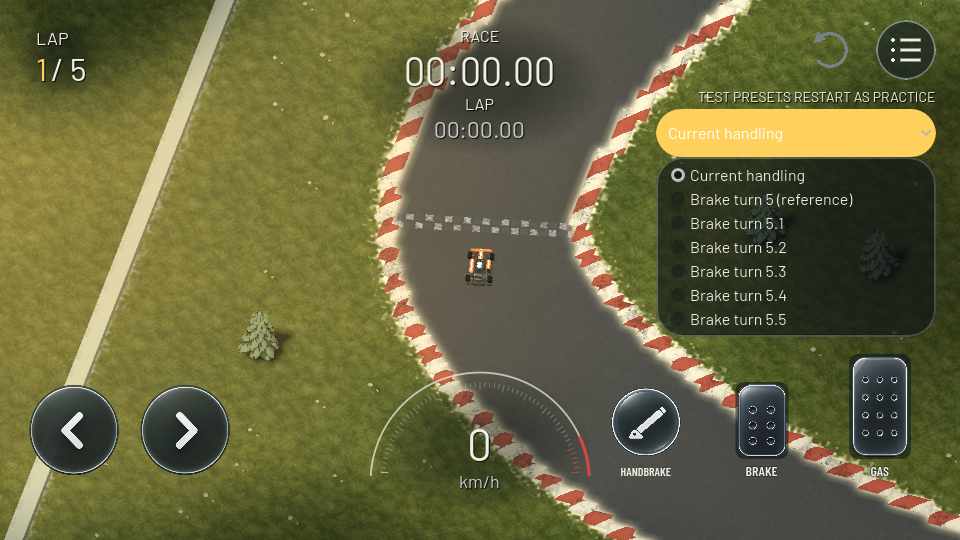 LAP
1/ 5
RACE
00:00.00
LAP
00:00.00
TEST PRESETS RESTART AS PRACTICE
Current handling
Current handling
Brake turn 5 (reference)
Brake turn 5.1
Brake turn 5.2
Brake turn 5.3
Brake turn 5.4
Brake turn 5.5
0
km/h
HANDBRAKE
BRAKE
GAS